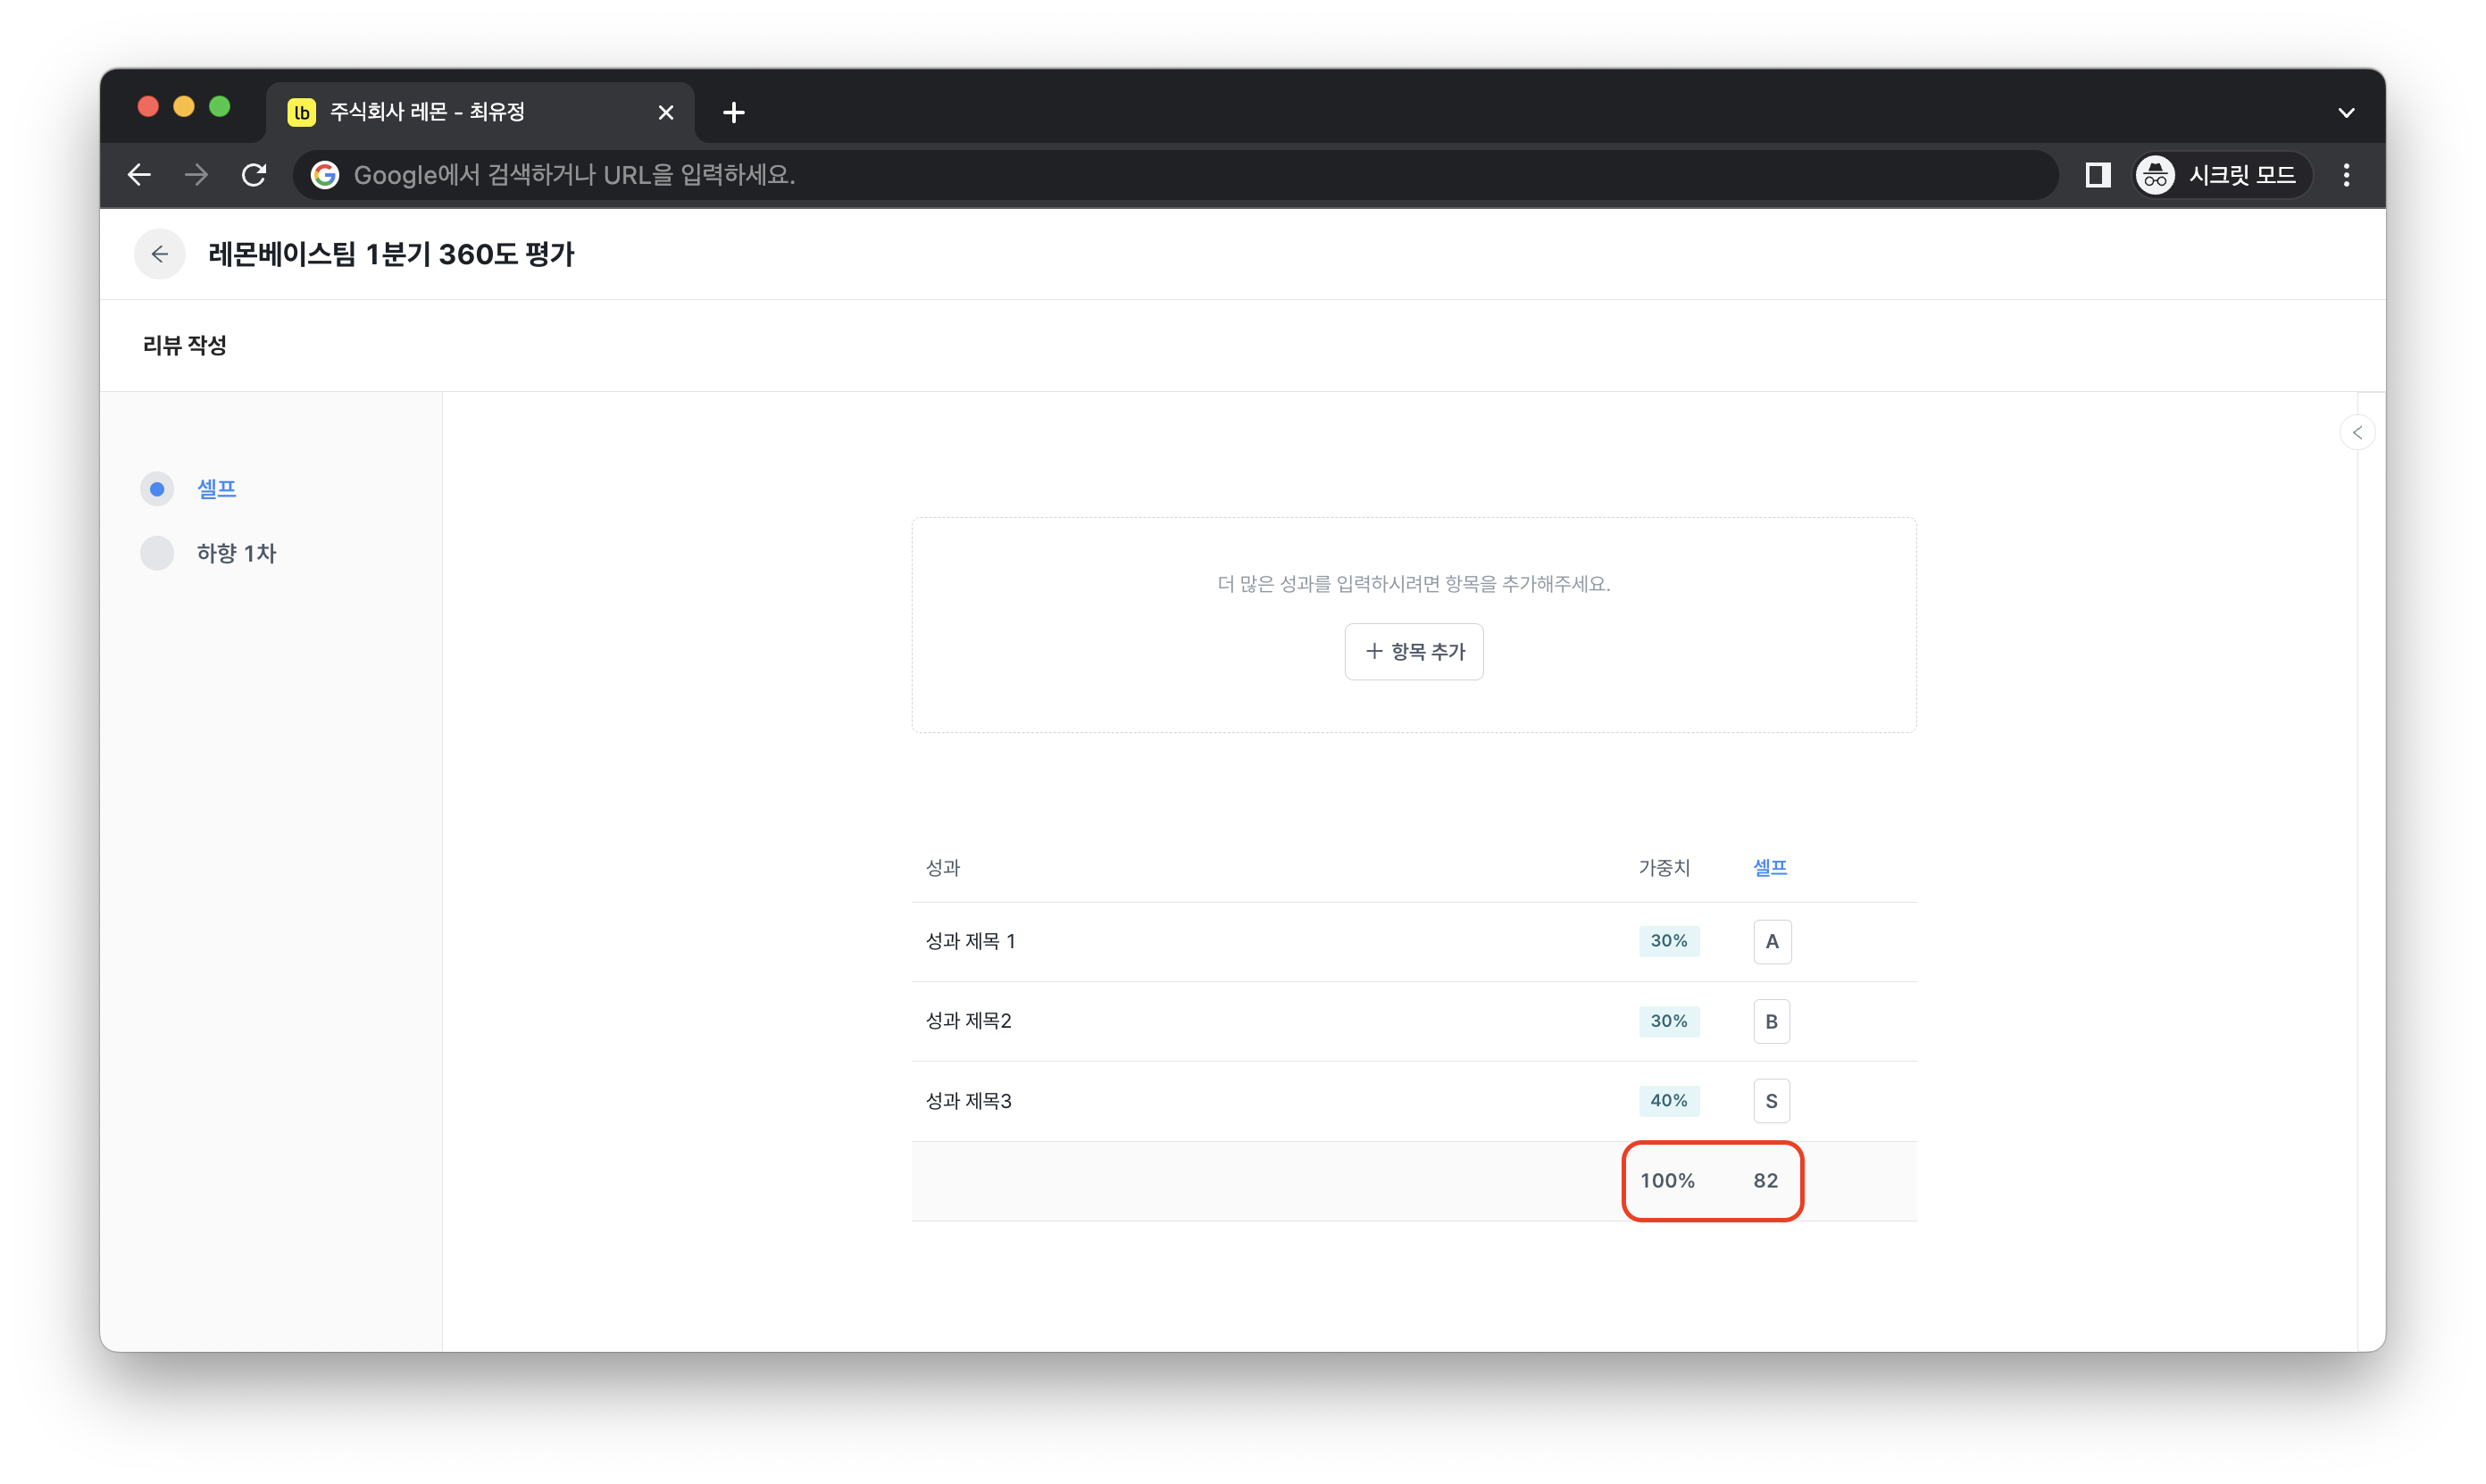 lb 주식회사 레몬 - 최유정
Google에서 검색하거나 URL을 입력하세요.
시크릿 모드
레몬베이스팀 1분기 360도 평가
리뷰 작성
셀프
하향 1차
더 많은 성과를 입력하시려면 항목을 추가해주세요.
+ 항목 추가
성과 가중치 셀프
성과 제목 1 30% A
성과 제목2 30% B
성과 제목3 40% S
100% 82